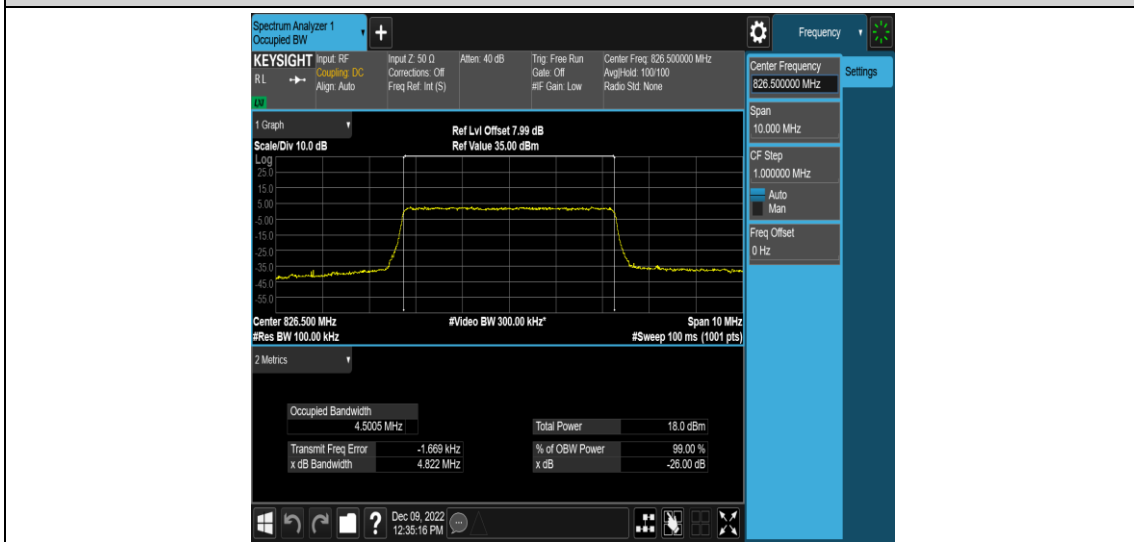 Spectrum Analyzer 1
Occupied BW
+
Frequency
KEYSIGHT
RL
Input: RF
Coupling: DC
Align: Auto
Input Z: 50 Ω
Corrections: Off
Freq Ref: Int (S)
Atten: 40 dB
Trig: Free Run
Gate: Off
#IF Gain: Low
Center Freq: 826.500000 MHz
Avg|Hold: 100/100
Radio Std: None
Center Frequency
826.500000 MHz
Settings
Span
10.000 MHz
CF Step
1.000000 MHz
Auto
Man
Freq Offset
0 Hz
1 Graph
Ref Lvl Offset 7.99 dB
Scale/Div 10.0 dB
Ref Value 35.00 dBm
Log
25.0
15.0
5.00
-5.00
-15.0
-25.0
-35.0
-45.0
-55.0
Center 826.500 MHz
#Video BW 300.00 kHz*
Span 10 MHz
#Res BW 100.00 kHz
#Sweep 100 ms (1001 pts)
2 Metrics
Occupied Bandwidth
4.5005 MHz
Total Power 18.0 dBm
Transmit Freq Error -1.669 kHz
% of OBW Power 99.00 %
x dB Bandwidth 4.822 MHz
x dB -26.00 dB
?
Dec 09, 2022
12:35:16 PM